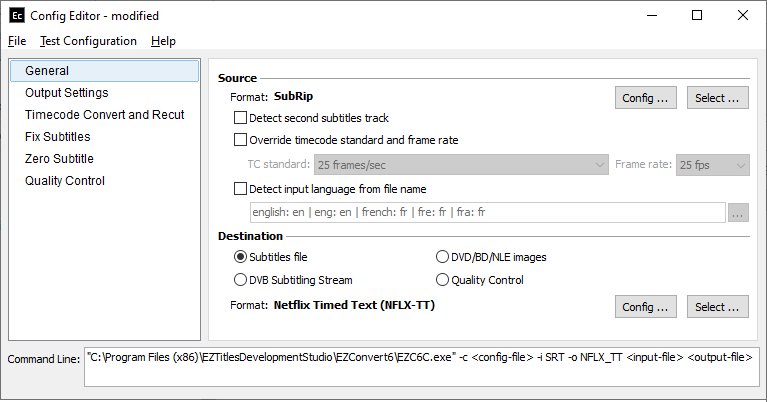 Ec Config Editor - modified
File Test Configuration Help
General
Output Settings
Timecode Convert and Recut
Fix Subtitles
Zero Subtitle
Quality Control
Source
Format: SubRip Config ... Select ...
Detect second subtitles track
Override timecode standard and frame rate
TC standard: 25 frames/sec Frame rate: 25 fps
Detect input language from file name
english: en | eng: en | french: fr | fre: fr | fra: fr ...
Destination
Subtitles file DVD/BD/NLE images
DVB Subtitling Stream Quality Control
Format: Netflix Timed Text (NFLX-TT) Config ... Select ...
Command Line: "C:\Program Files (x86)\EZTitlesDevelopmentStudio\EZConvert6\EZC6C.exe" -c <config-file> -i SRT -o NFLX_TT <input-file> <output-file>